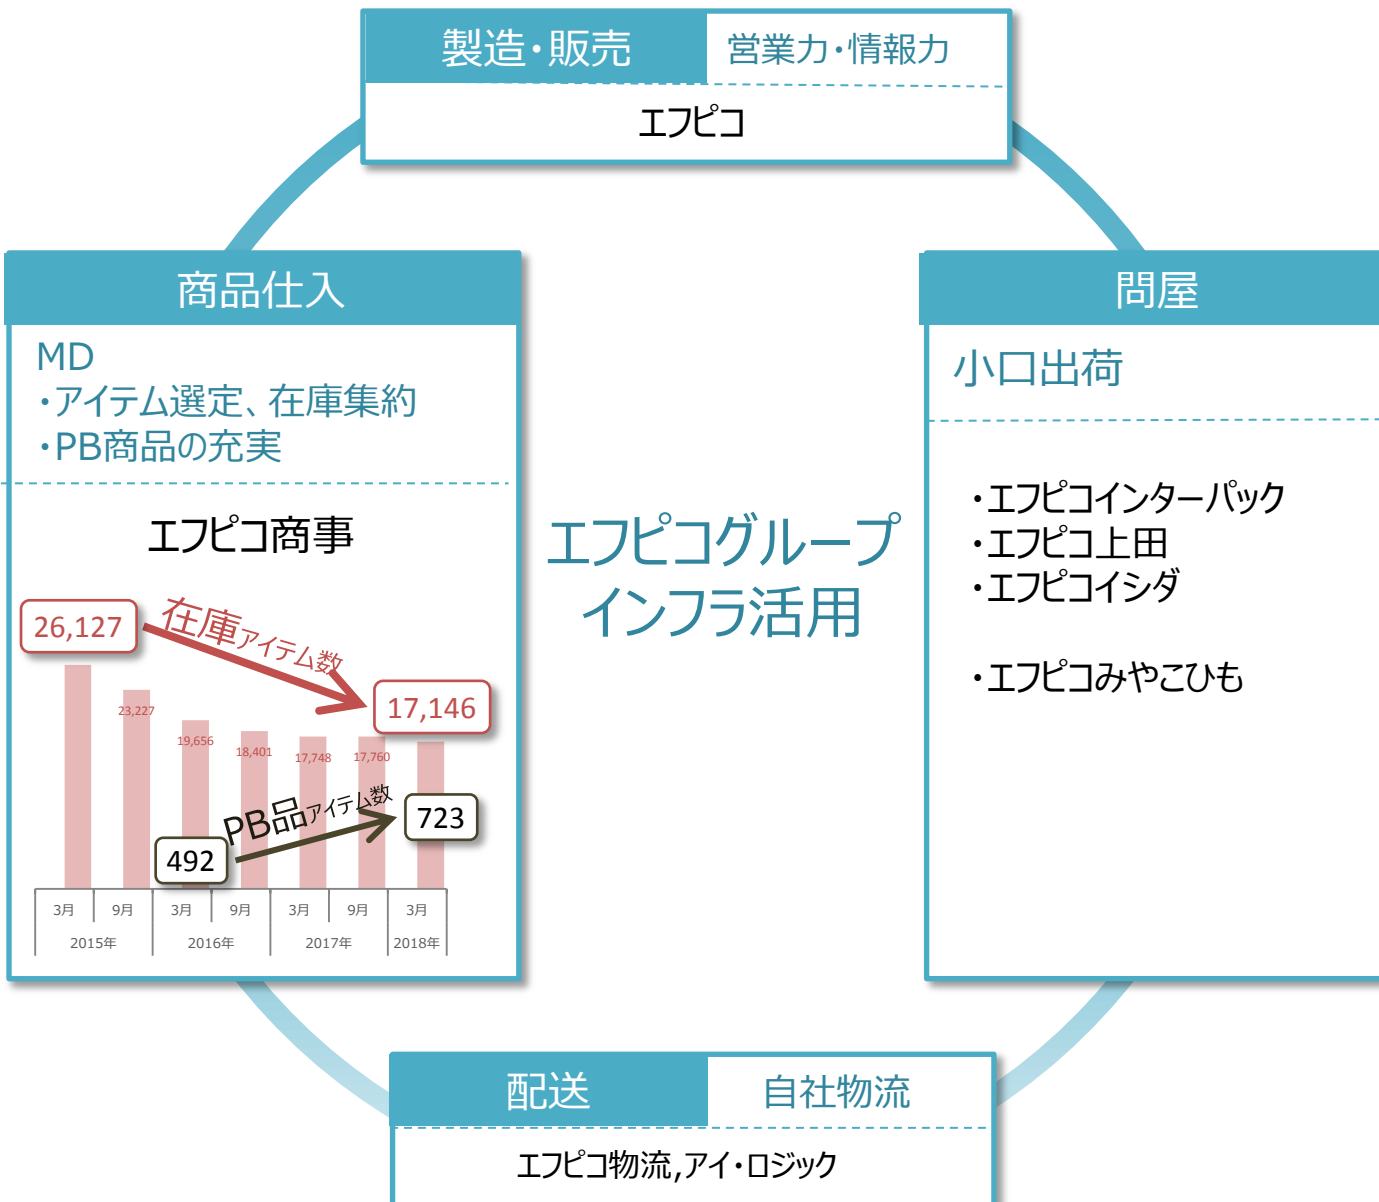 製造・販売
営業力・情報力
エフピコ
商品仕入
MD
・アイテム選定、在庫集約
・PB商品の充実
エフピコ商事
26,127
在庫アイテム数
17,146
23,227
19,656
18,401
17,748
17,760
PB品アイテム数
492
723
3月 9月 3月 9月 3月 9月 3月
2015年 2016年 2017年 2018年
エフピコグループ
インフラ活用
問屋
小口出荷
・エフピコインターパック
・エフピコ上田
・エフピコイシダ
・エフピコみやこひも
配送
自社物流
エフピコ物流,アイ・ロジック